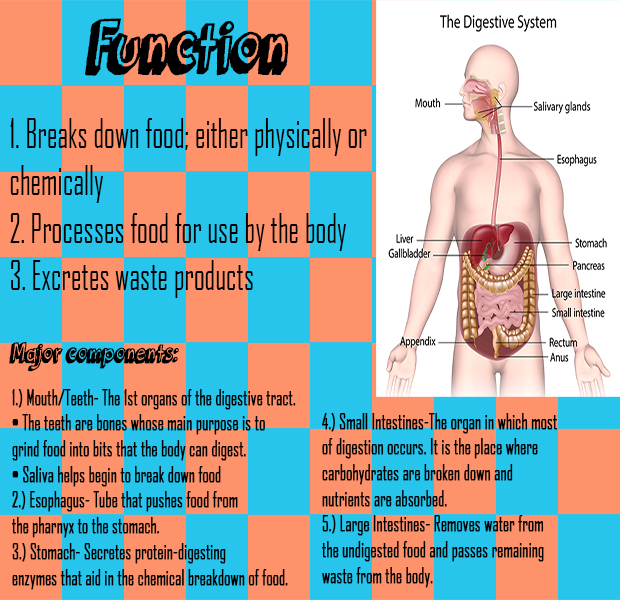 Function
1. Breaks down food; either physically or
chemically
2. Processes food for use by the body
3. Excretes waste products
The Digestive System
Mouth
Salivary glands
Esophagus
Liver
Gallbladder
Stomach
Pancreas
Large intestine
Small intestine
Appendix
Rectum
Anus
Major components:
1.) Mouth/Teeth- The 1st organs of the digestive tract.
• The teeth are bones whose main purpose is to
grind food into bits that the body can digest.
• Saliva helps begin to break down food
2.) Esophagus- Tube that pushes food from
the pharnyx to the stomach.
3.) Stomach- Secretes protein-digesting
enzymes that aid in the chemical breakdown of food.
4.) Small Intestines-The organ in which most
of digestion occurs. It is the place where
carbohydrates are broken down and
nutrients are absorbed.
5.) Large Intestines- Removes water from
the undigested food and passes remaining
waste from the body.